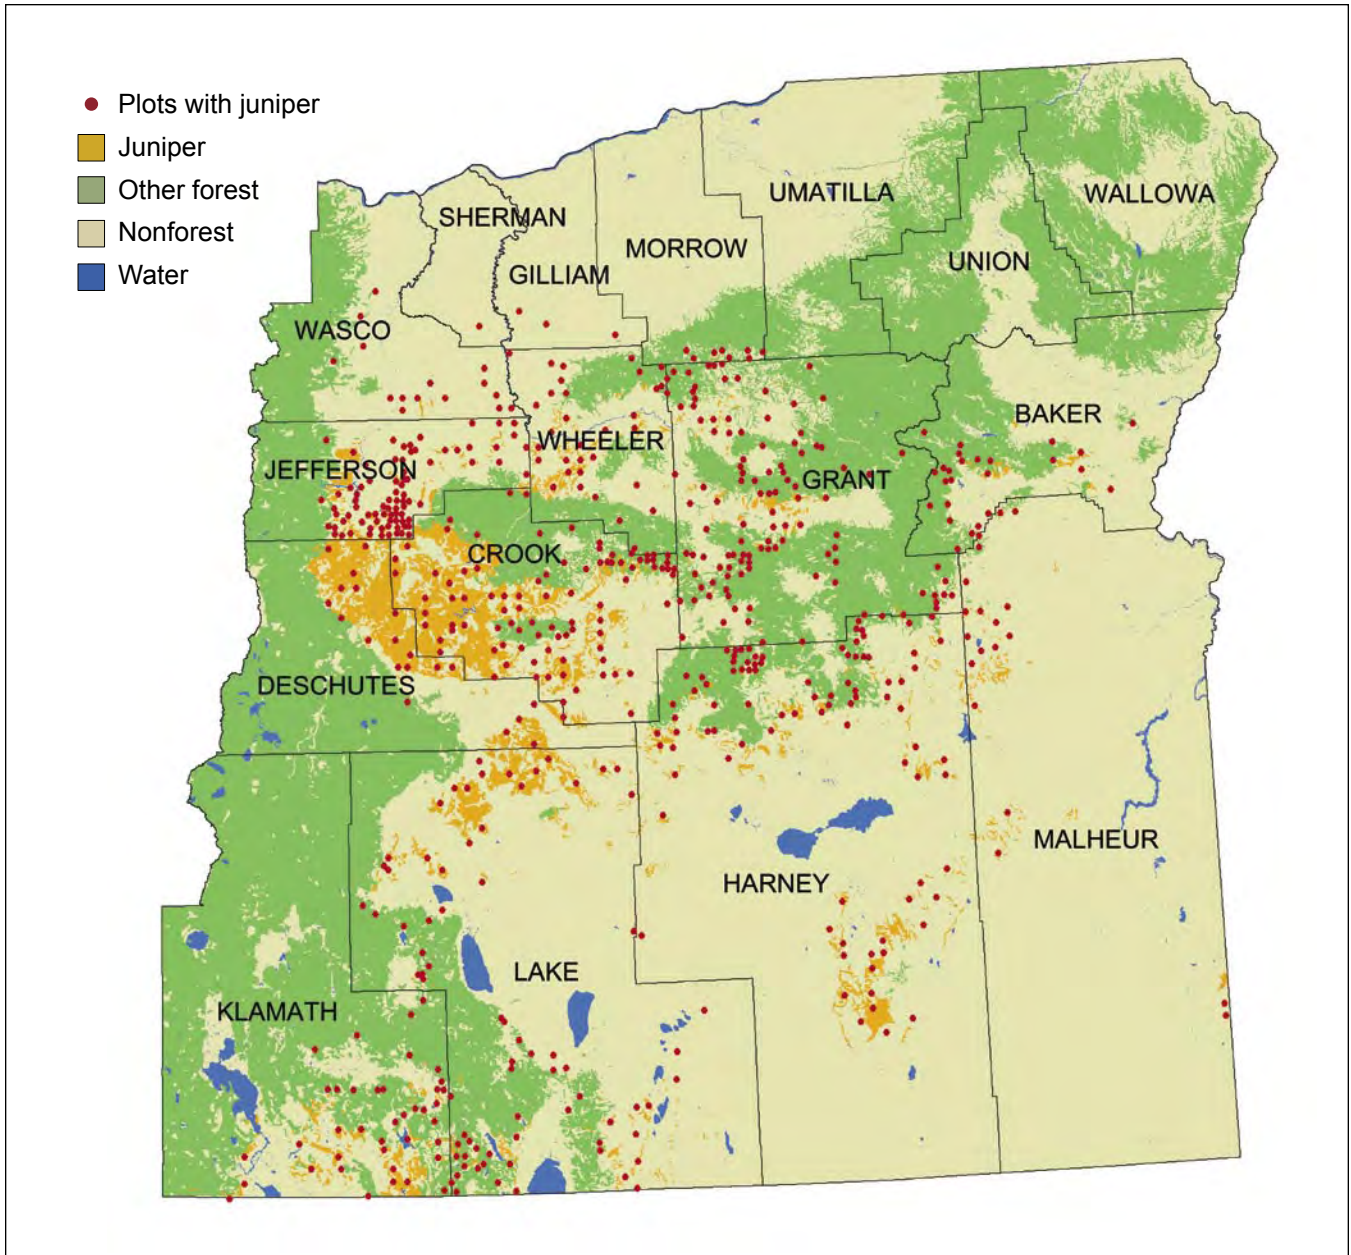 Plots with juniper
Juniper
Other forest
Nonforest
Water
SHERMAN
UMATILLA
WALLOWA
MORROW
GILLIAM
UNION
WASCO
BAKER
WHEELER
JEFFERSON
GRANT
CROOK
DESCHUTES
MALHEUR
HARNEY
LAKE
KLAMATH